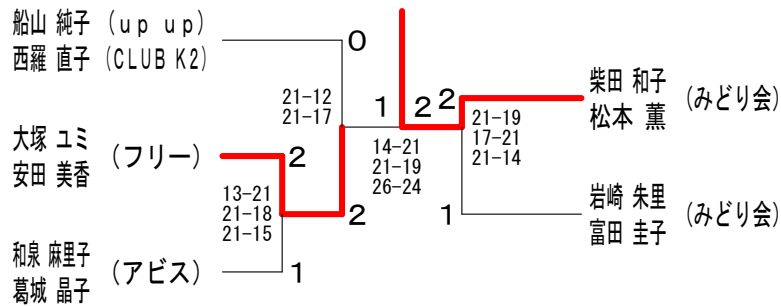 船山 純子 (up up)
西羅 直子 (CLUB K2)
0
21-12
21-17
大塚 ユミ
安田 美香
(フリー)
2
13-21
21-18
21-15
2
和泉 麻里子
葛城 晶子
(アビス)
1
1
2
14-21
21-19
26-24
2
21-19
17-21
21-14
柴田 和子
松本 薫
(みどり会)
1
岩崎 朱里
富田 圭子
(みどり会)